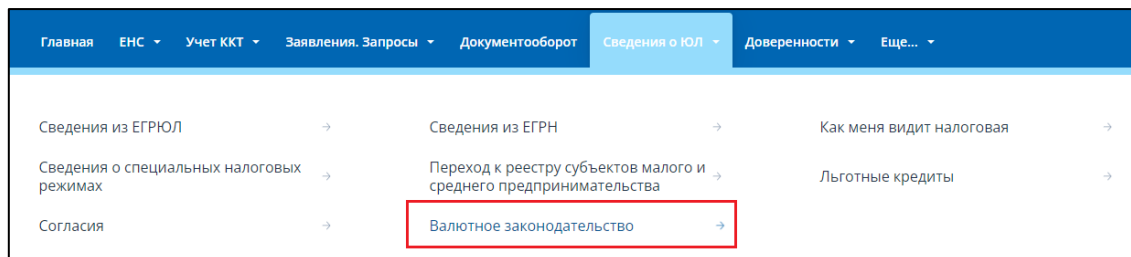 Главная ЕНС Учет ККТ Заявления. Запросы Документооборот Сведения о ЮЛ Доверенности Еще...
Сведения из ЕГРЮЛ Сведения из ЕГРН Как меня видит налоговая
Сведения о специальных налоговых режимах
Переход к реестру субъектов малого и среднего предпринимательства
Льготные кредиты
Согласия Валютное законодательство